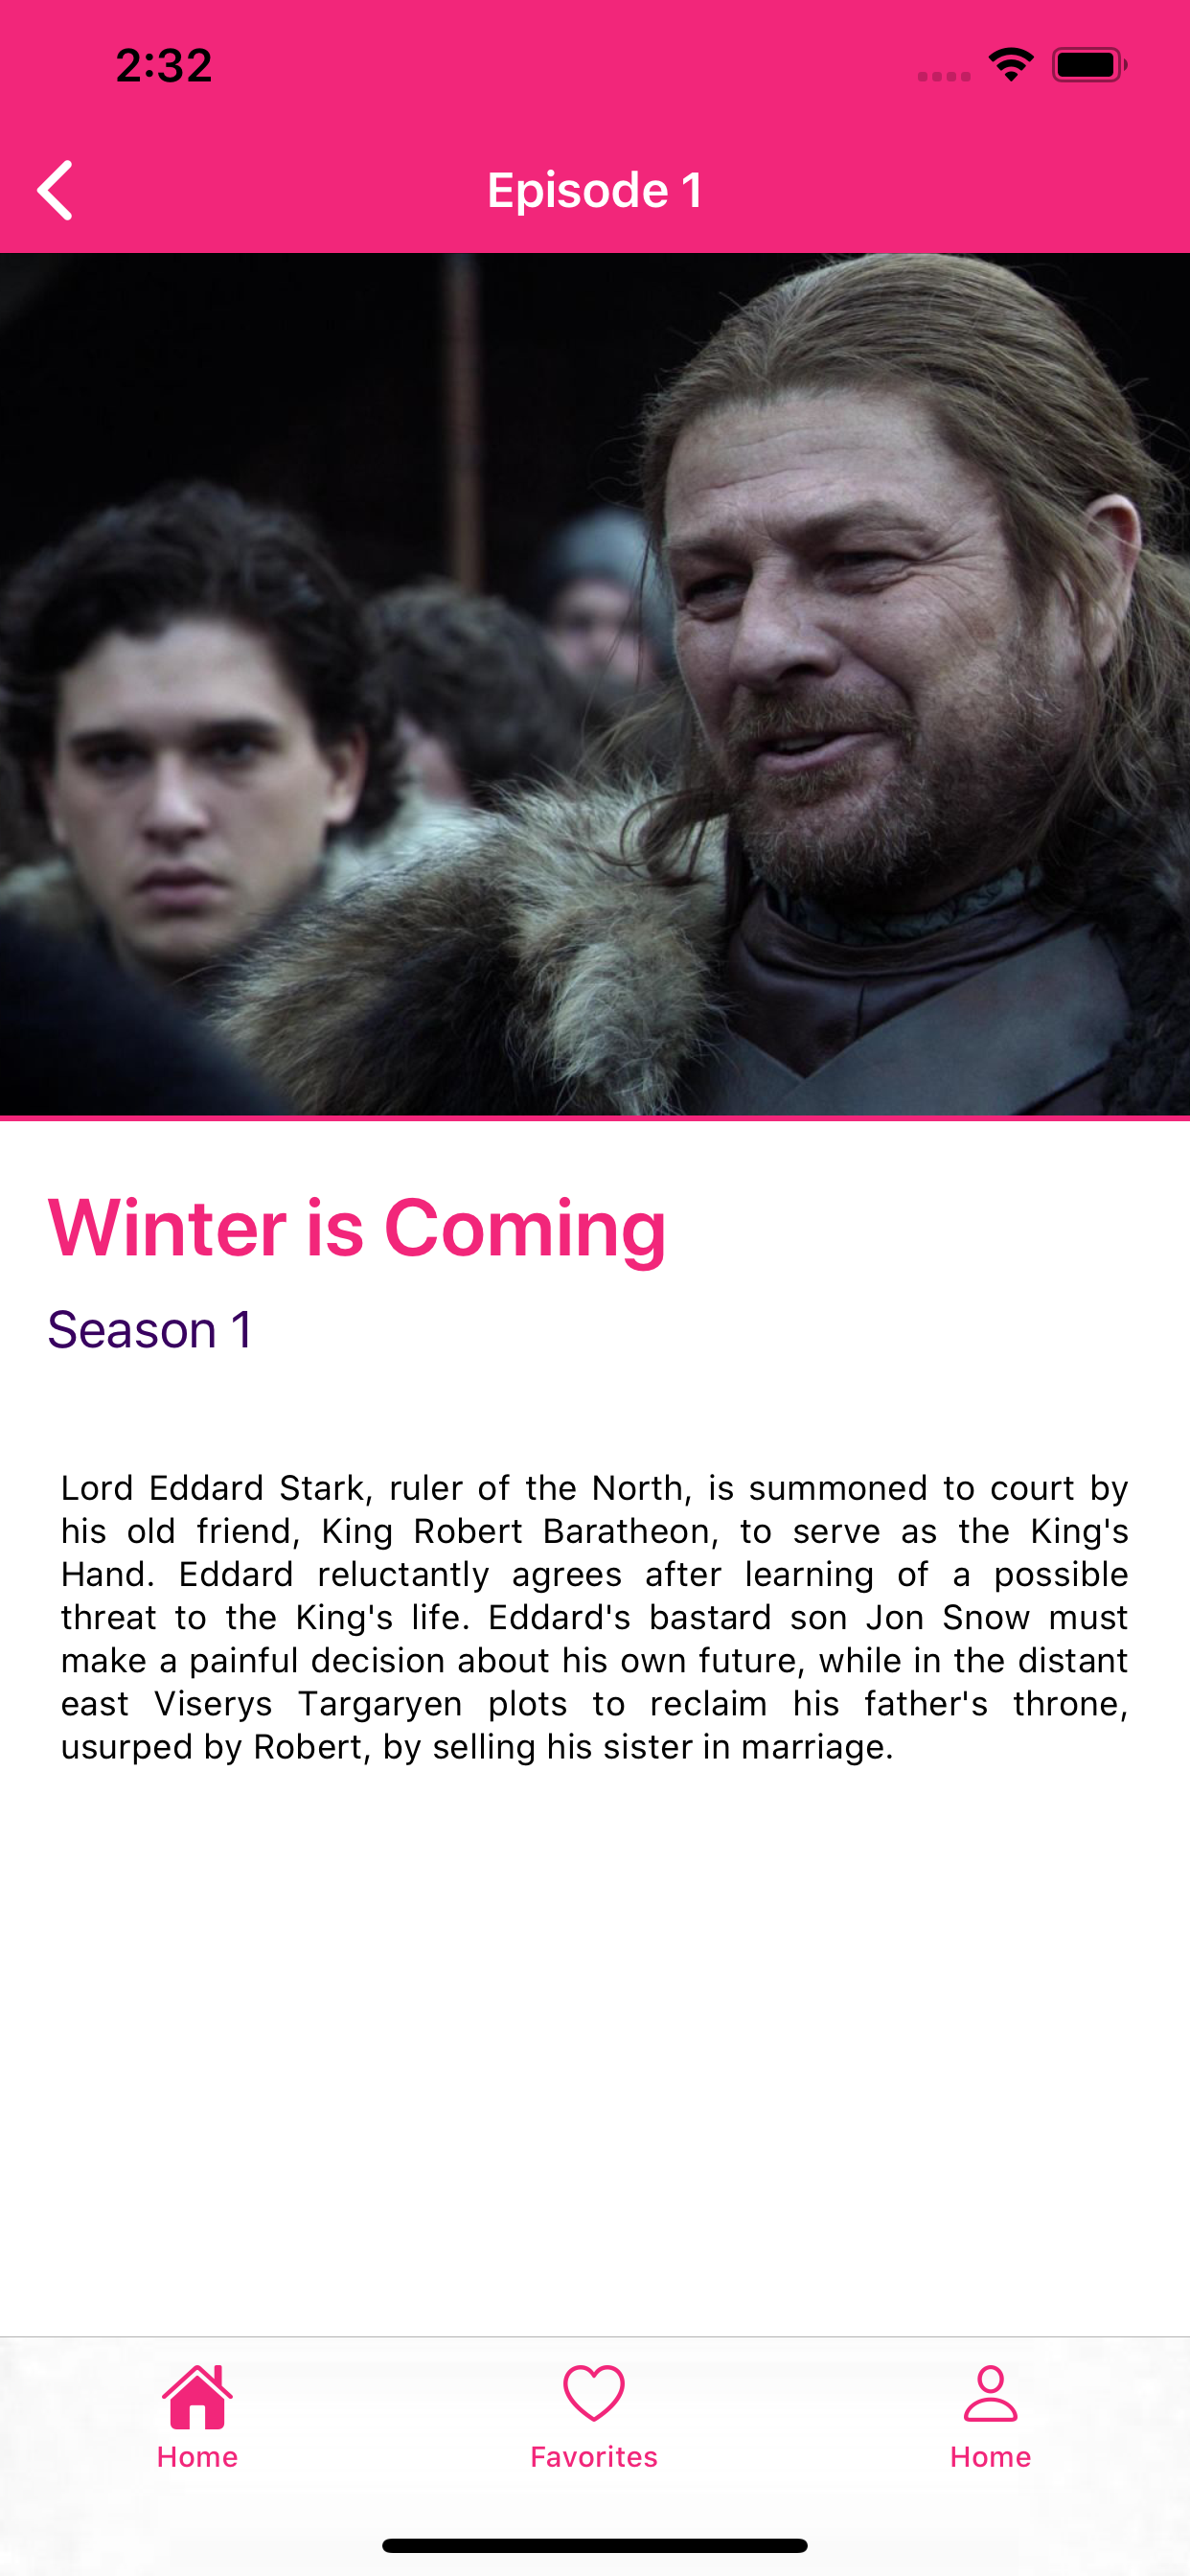 2:32
Episode 1
Winter is Coming
Season 1
Lord Eddard Stark, ruler of the North, is summoned to court by
his old friend, King Robert Baratheon, to serve as the King's
Hand. Eddard reluctantly agrees after learning of a possible
threat to the King's life. Eddard's bastard son Jon Snow must
make a painful decision about his own future, while in the distant
east Viserys Targaryen plots to reclaim his father's throne,
usurped by Robert, by selling his sister in marriage.
Home
Favorites
Home